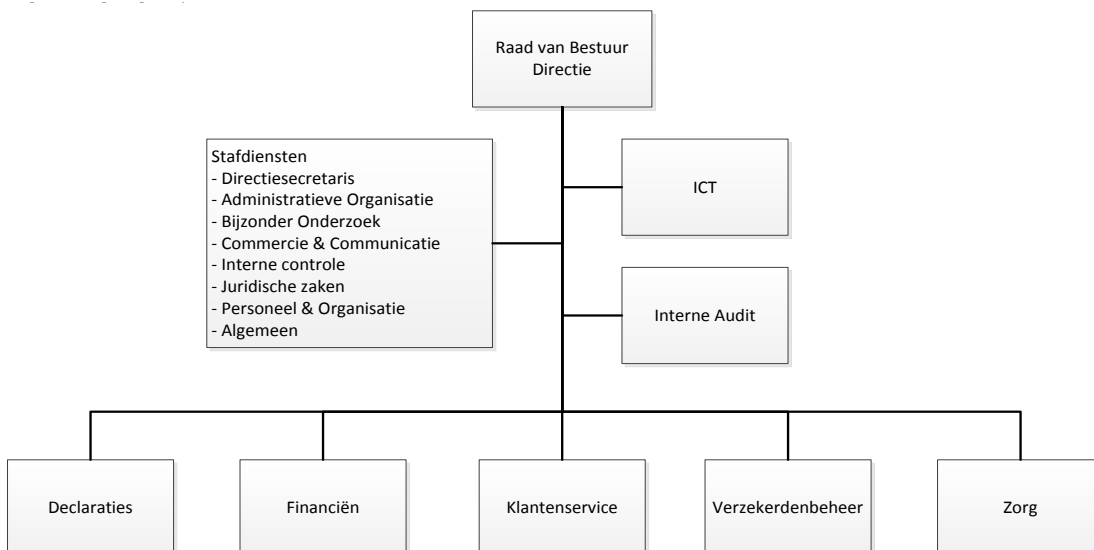 Raad van Bestuur
Directie
Stafdiensten
- Directiesecretaris
- Administratieve Organisatie
- Bijzonder Onderzoek
- Commercie & Communicatie
- Interne controle
- Juridische zaken
- Personeel & Organisatie
- Algemeen
ICT
Interne Audit
Declaraties
Financiën
Klantenservice
Verzekerdenbeheer
Zorg